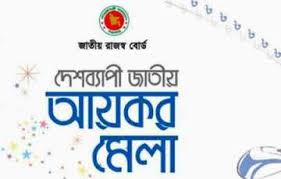 জাতীয় রাজস্ব বোর্ড
দেশব্যাপী জাতীয়
আয়কর
মেলা